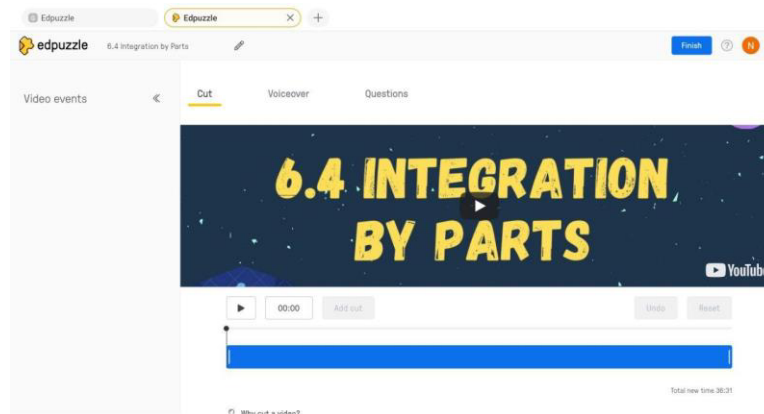 Edpuzzle
Edpuzzle
edpuzzle
6.4 Integration by Parts
Finish
N
Video events
Cut
Voiceover
Questions
6.4 INTEGRATION
BY PARTS
YouTube
00:00
Add cut
Undo
Reset
Total new time 36:31
Why cut a video?